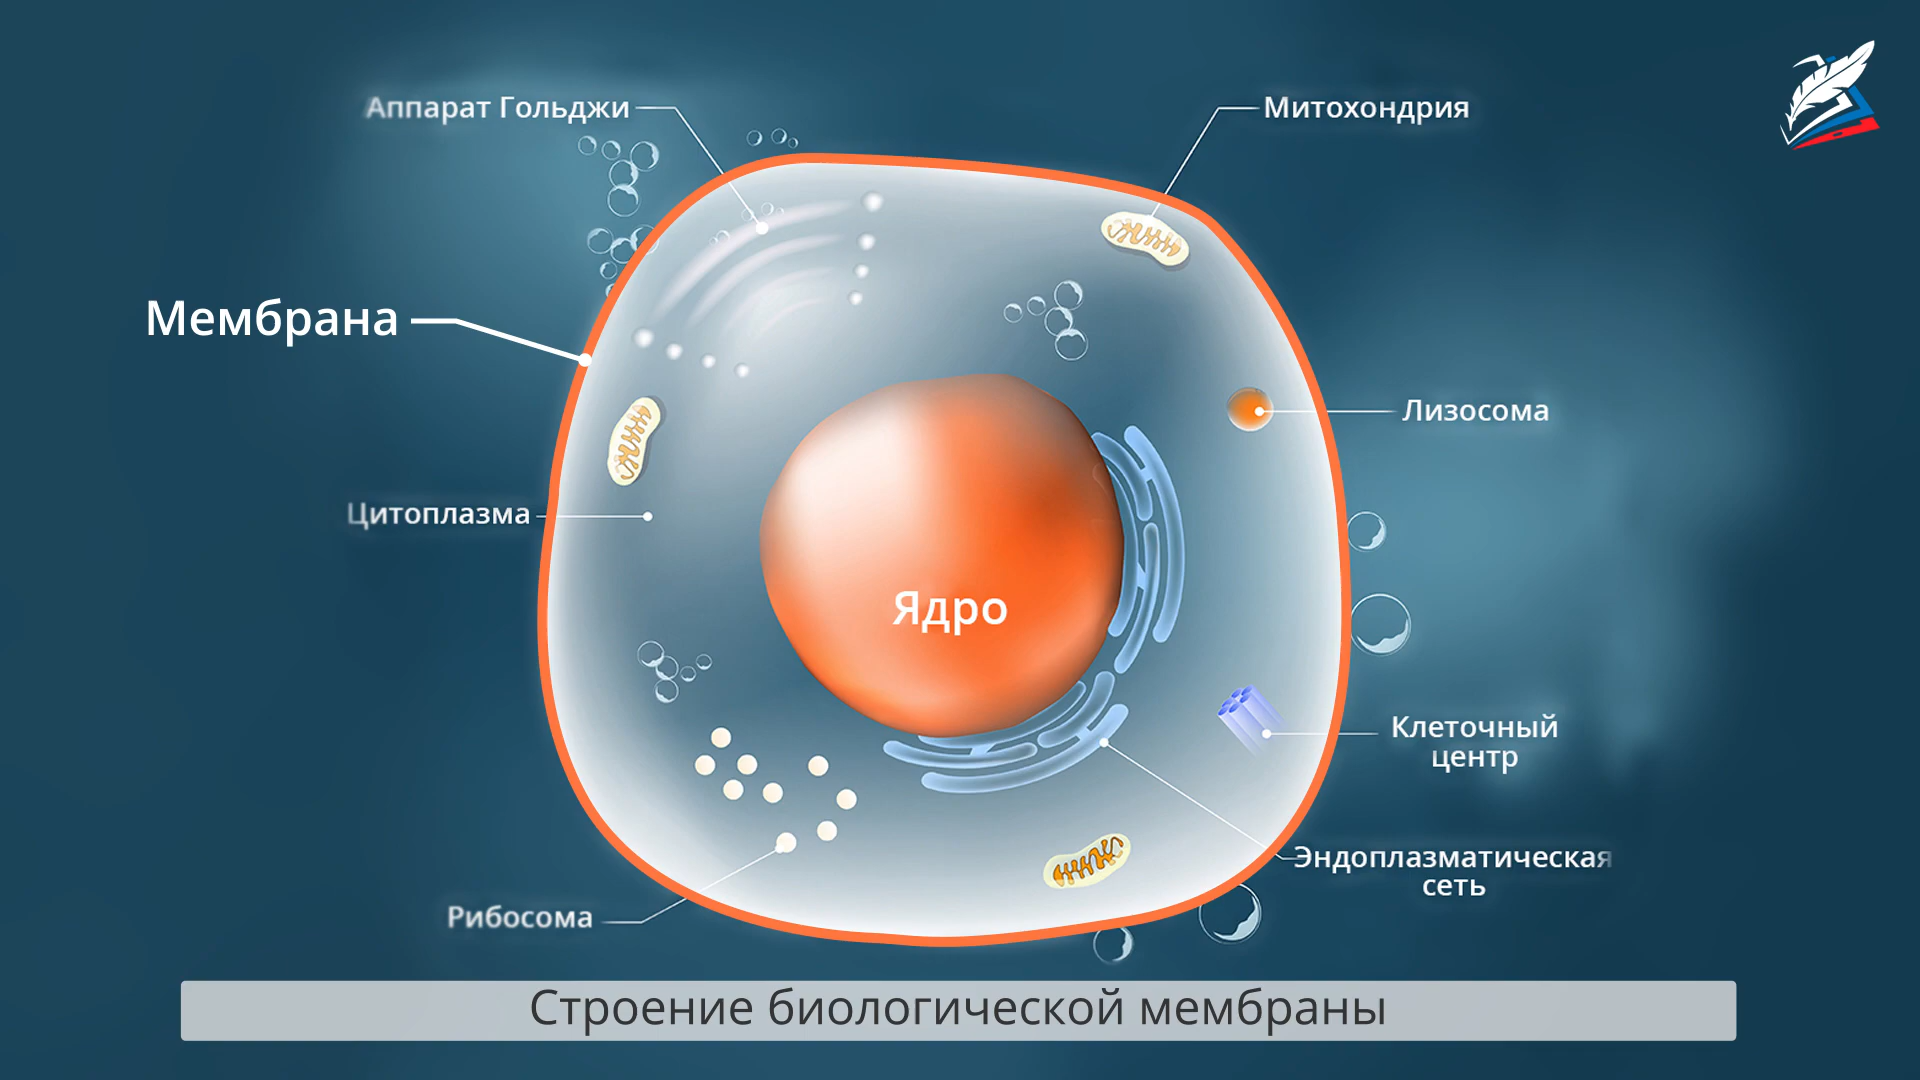 Аппарат Гольджи
Митохондрия
Мембрана
Лизосома
Цитоплазма
Ядро
Клеточный
центр
Эндоплазматическая
сеть
Рибосома
Строение биологической мембраны